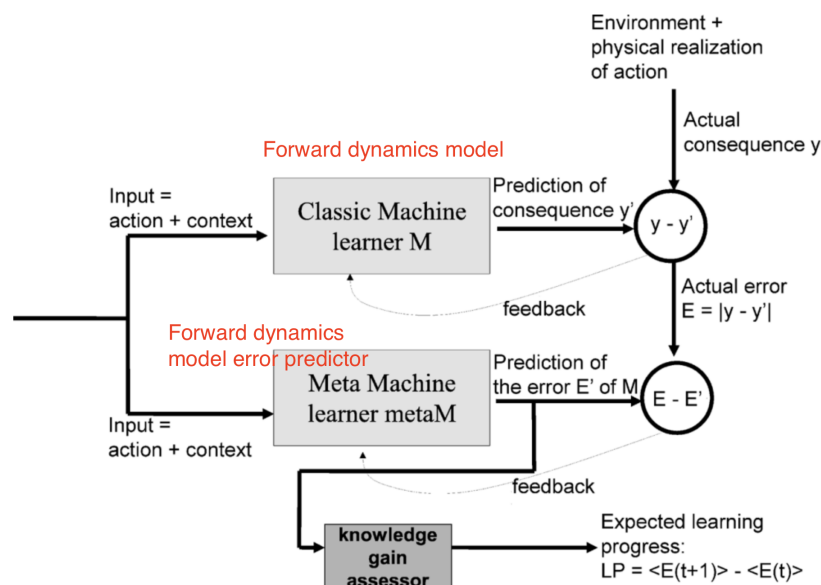 Environment +
physical realization
of action
Actual
consequence y
Forward dynamics model
Input =
action + context
Classic Machine
learner M
Prediction of
consequence y'
y - y'
feedback
Actual error
E = |y - y'|
Forward dynamics
model error predictor
Meta Machine
learner metaM
Prediction of
the error E' of M
E - E'
Input =
action + context
feedback
knowledge
gain
assessor
Expected learning
progress:
LP = <E(t+1)> - <E(t)>